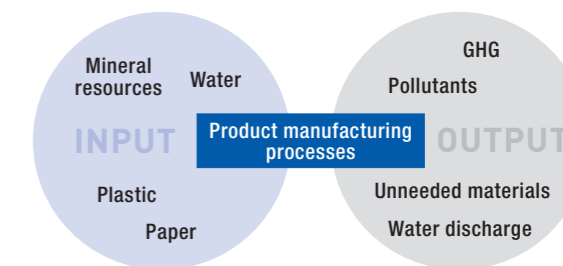 Mineral
resources
Water
INPUT
Plastic
Paper
Product manufacturing
processes
GHG
Pollutants
OUTPUT
Unneeded materials
Water discharge